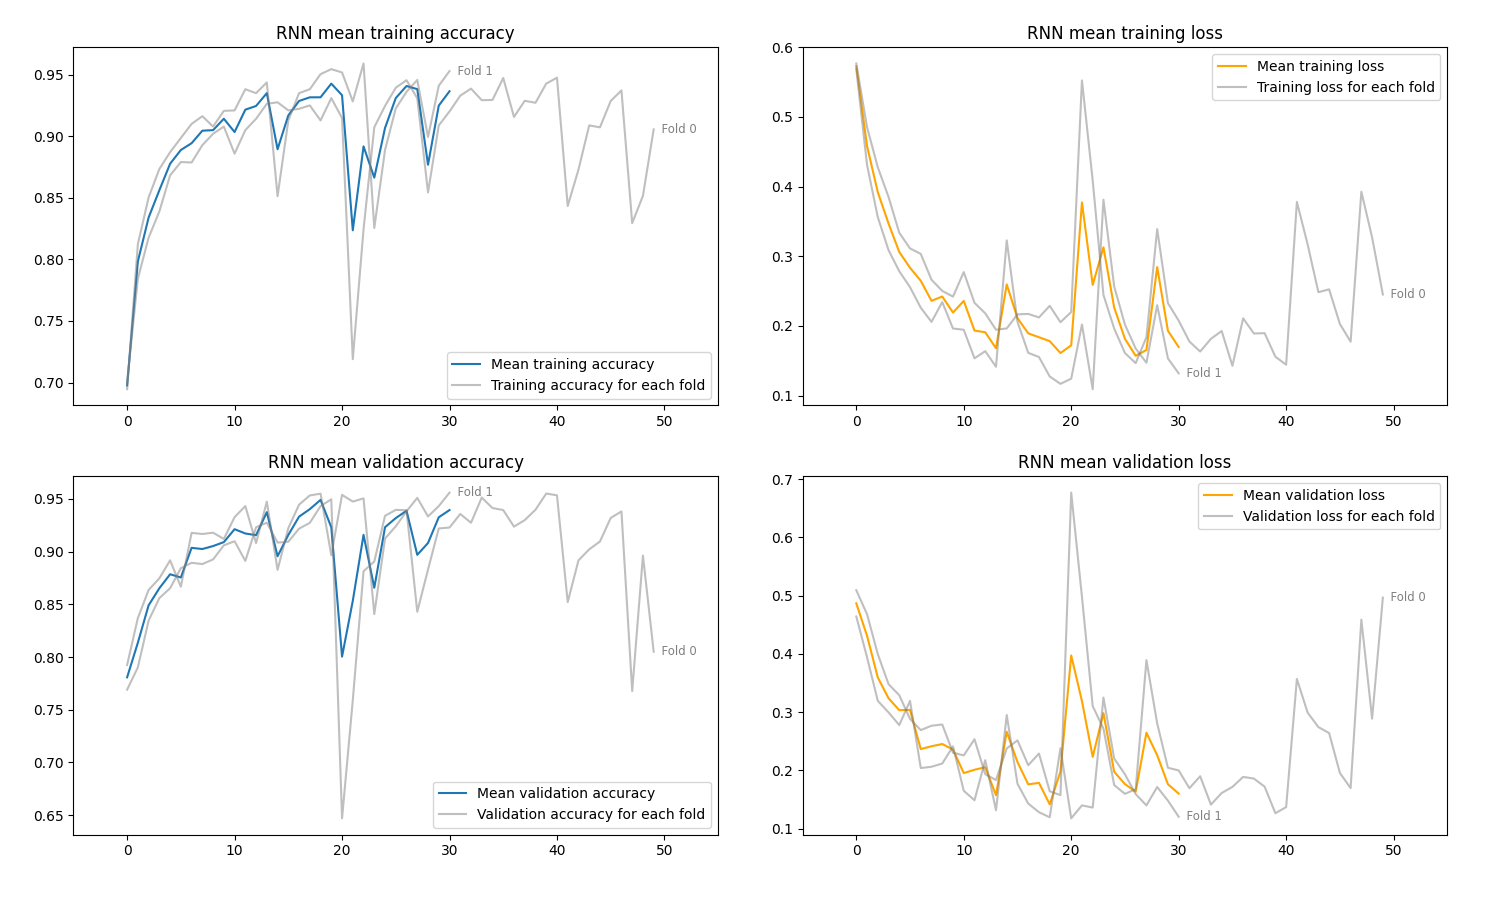 RNN mean training accuracy
0.95
0.90
0.85
0.80
0.75
0.70
Fold 1
Fold 0
Mean training accuracy
Training accuracy for each fold
0 10 20 30 40 50
RNN mean training loss
0.6
0.5
0.4
0.3
0.2
0.1
Mean training loss
Training loss for each fold
Fold 0
Fold 1
0 10 20 30 40 50
RNN mean validation accuracy
0.95
0.90
0.85
0.80
0.75
0.70
0.65
Fold 1
Fold 0
Mean validation accuracy
Validation accuracy for each fold
0 10 20 30 40 50
RNN mean validation loss
0.7
0.6
0.5
0.4
0.3
0.2
0.1
Mean validation loss
Validation loss for each fold
Fold 0
Fold 1
0 10 20 30 40 50